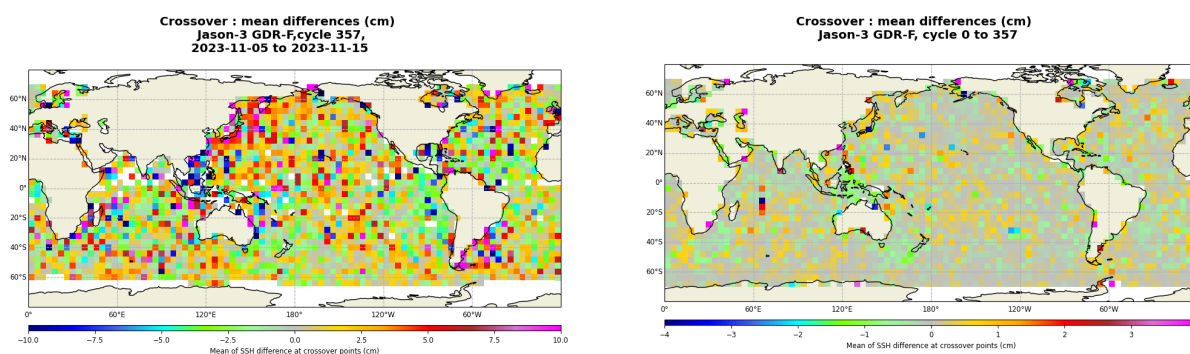 Crossover : mean differences (cm)
Jason-3 GDR-F,cycle 357,
2023-11-05 to 2023-11-15
60°N
40°N
20°N
0°
20°S
40°S
60°S
0° 60°E 120°E 180° 120°W 60°W 0°
−10.0 −7.5 −5.0 −2.5 0.0 2.5 5.0 7.5 10.0
Mean of SSH difference at crossover points (cm)
Crossover : mean differences (cm)
Jason-3 GDR-F, cycle 0 to 357
60°N
40°N
20°N
0°
20°S
40°S
60°S
0° 60°E 120°E 180° 120°W 60°W 0°
−4 −3 −2 −1 0 1 2 3
Mean of SSH difference at crossover points (cm)